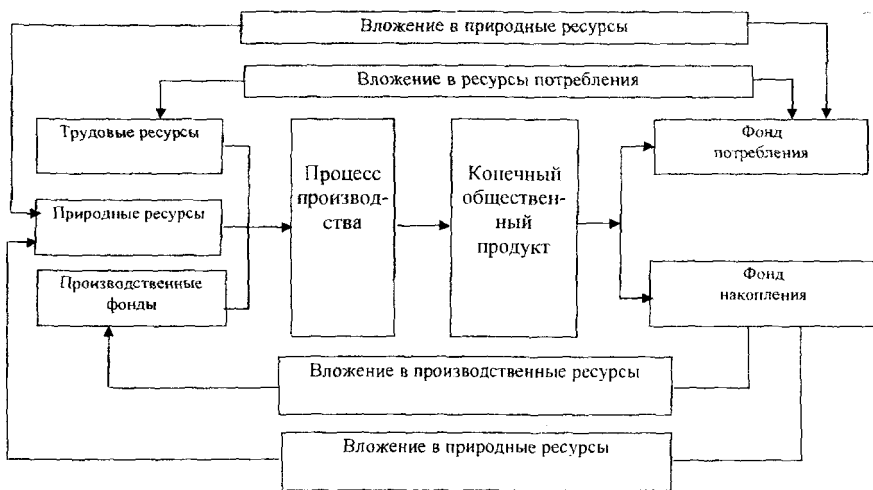 Вложение в природные ресурсы
Вложение в ресурсы потребления
Трудовые ресурсы
Природные ресурсы
Производственные
фонды
Процесс
производ-
ства
Конечный
обществен-
ный
продукт
Фонд
потребления
Фонд
накопления
Вложение в производственные ресурсы
Вложение в природные ресурсы